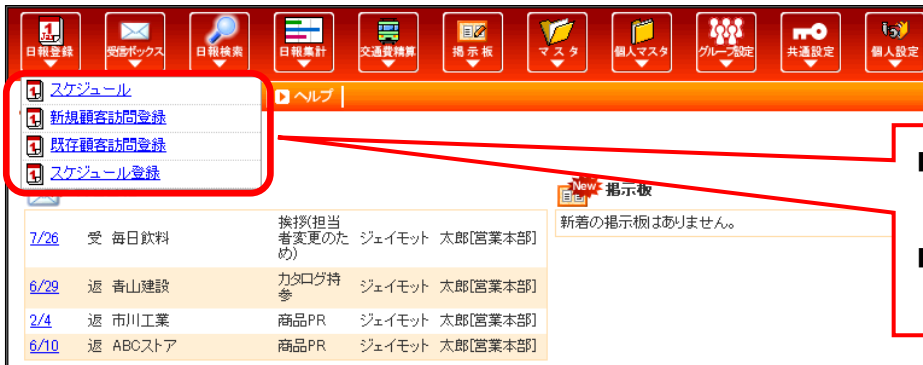 日報登録 受信ボックス 日報検索 日報集計 交通費精算 掲示板 マスタ 個人マスタ グループ設定 共通設定 個人設定
スケジュール
ヘルプ
新規顧客訪問登録
既存顧客訪問登録
スケジュール登録
New 掲示板
新着の掲示板はありません。
7/26 受 毎日飲料 挨拶(担当者変更のため) ジェイモット 太郎[営業本部]
6/29 返 青山建設 カタログ持参 ジェイモット 太郎[営業本部]
2/4 返 市川工業 商品PR ジェイモット 太郎[営業本部]
6/10 返 ABCストア 商品PR ジェイモット 太郎[営業本部]